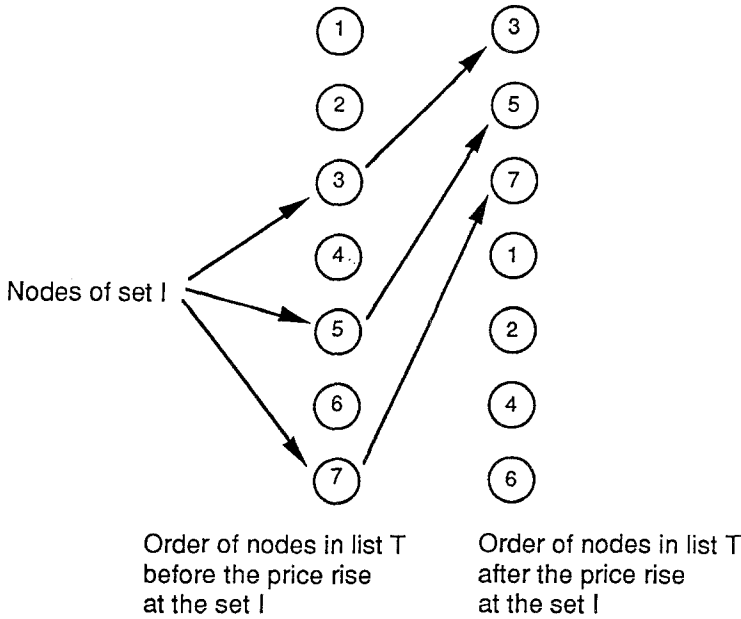 1 3
2 5
3 7
4 1
Nodes of set I
5 2
6 4
7 6
Order of nodes in list T
before the price rise
at the set I
Order of nodes in list T
after the price rise
at the set I